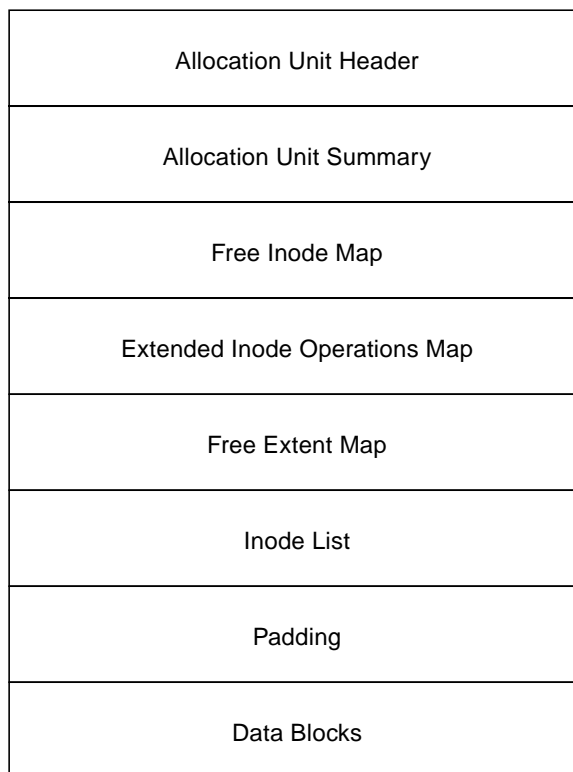 Allocation Unit Header
Allocation Unit Summary
Free Inode Map
Extended Inode Operations Map
Free Extent Map
Inode List
Padding
Data Blocks